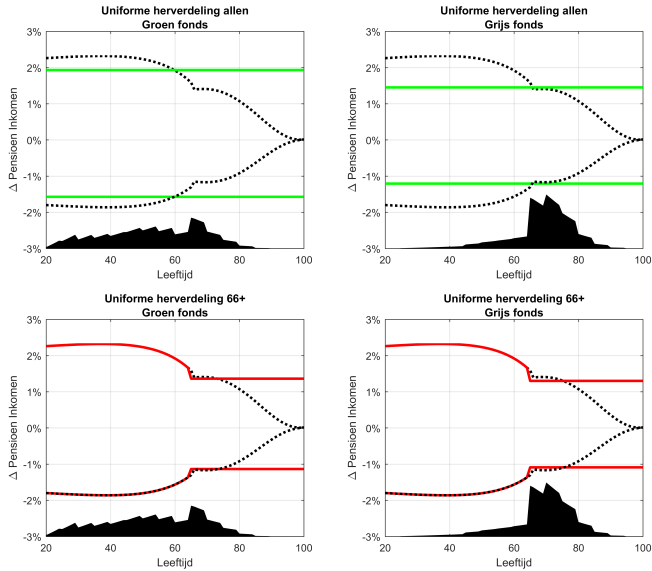 Uniforme herverdeling allen
Groen fonds
3%
2%
1%
0%
-1%
-2%
-3%
Δ Pensioen Inkomen
20 40 60 80 100
Leeftijd
Uniforme herverdeling allen
Grijs fonds
3%
2%
1%
0%
-1%
-2%
-3%
Δ Pensioen Inkomen
20 40 60 80 100
Leeftijd
Uniforme herverdeling 66+
Groen fonds
3%
2%
1%
0%
-1%
-2%
-3%
Δ Pensioen Inkomen
20 40 60 80 100
Leeftijd
Uniforme herverdeling 66+
Grijs fonds
3%
2%
1%
0%
-1%
-2%
-3%
Δ Pensioen Inkomen
20 40 60 80 100
Leeftijd